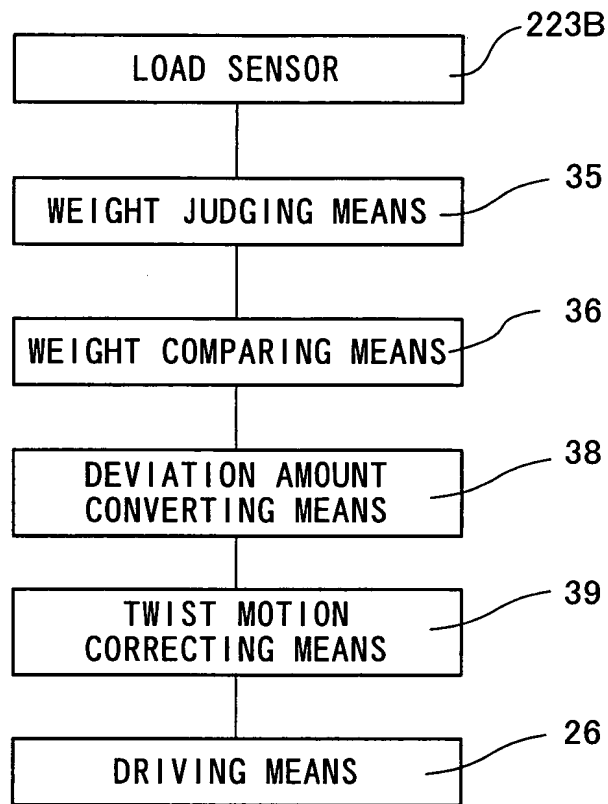 223B
LOAD SENSOR
35
WEIGHT JUDGING MEANS
36
WEIGHT COMPARING MEANS
38
DEVIATION AMOUNT
CONVERTING MEANS
39
TWIST MOTION
CORRECTING MEANS
26
DRIVING MEANS